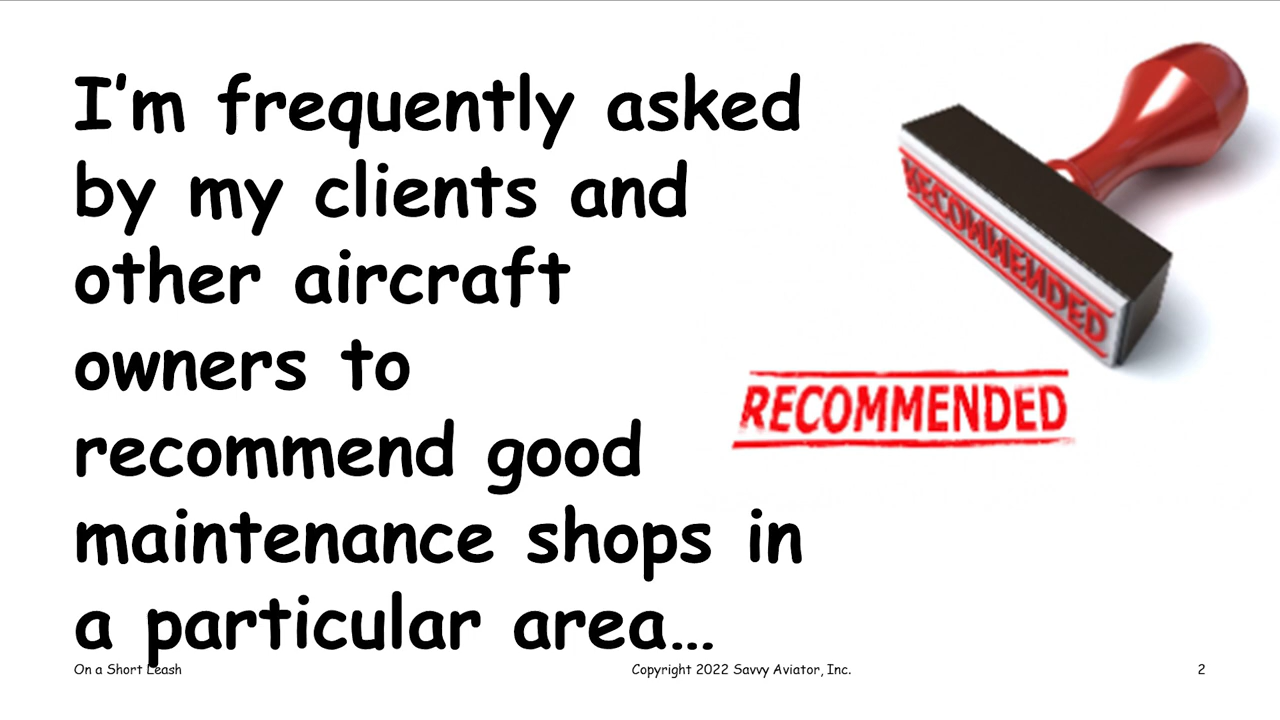 I'm frequently asked
by my clients and
other aircraft
owners to
recommend good
maintenance shops in
a particular area...
RECOMMENDED
RECOMMENDED
On a Short Leash
Copyright 2022 Savvy Aviator, Inc.
2